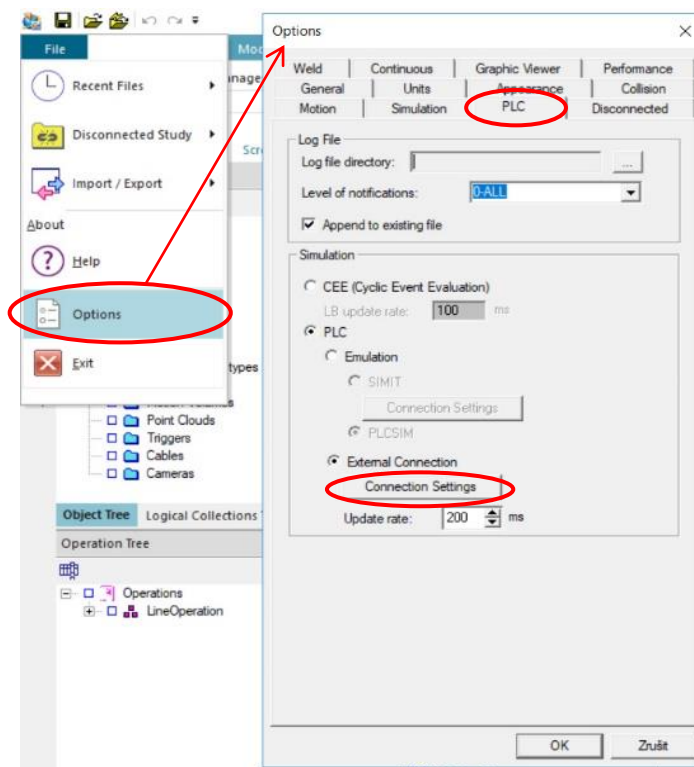 File
Recent Files
Disconnected Study
Import / Export
About
Help
Options
Exit
Point Clouds
Triggers
Cables
Cameras
Object Tree Logical Collections
Operation Tree
Operations
LineOperation
Options
Weld Continuous Graphic Viewer Performance
General Units Appearance Collision
Motion Simulation PLC Disconnected
Log File
Log file directory: ...
Level of notifications: 0-ALL
Append to existing file
Simulation
CEE (Cyclic Event Evaluation)
LB update rate: 100 ms
PLC
Emulation
SIMIT
Connection Settings
PLCSIM
External Connection
Connection Settings
Update rate: 200 ms
OK Zrušit